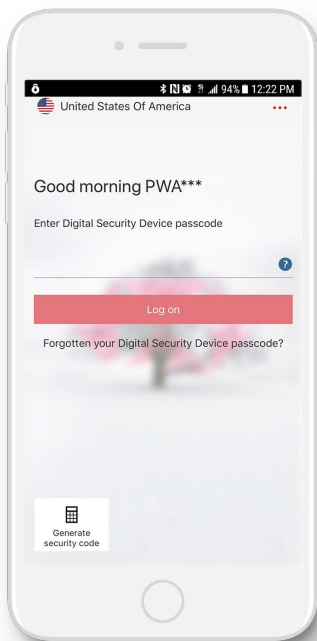 94% 12:22 PM
United States Of America
Good morning PWA***
Enter Digital Security Device passcode
?
Log on
Forgotten your Digital Security Device passcode?
Generate
security code